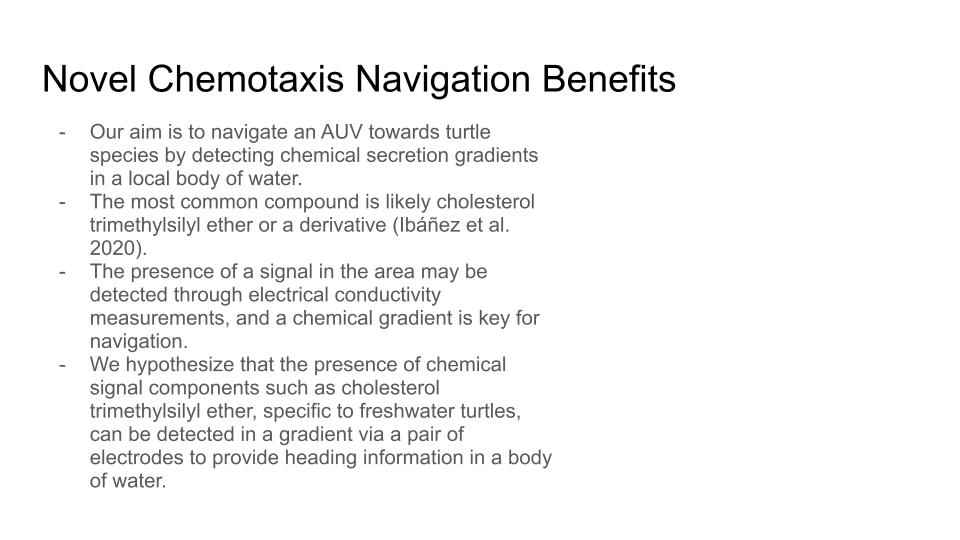 Novel Chemotaxis Navigation Benefits
- Our aim is to navigate an AUV towards turtle
species by detecting chemical secretion gradients
in a local body of water.
- The most common compound is likely cholesterol
trimethylsilyl ether or a derivative (Ibáñez et al.
2020).
- The presence of a signal in the area may be
detected through electrical conductivity
measurements, and a chemical gradient is key for
navigation.
- We hypothesize that the presence of chemical
signal components such as cholesterol
trimethylsilyl ether, specific to freshwater turtles,
can be detected in a gradient via a pair of
electrodes to provide heading information in a body
of water.